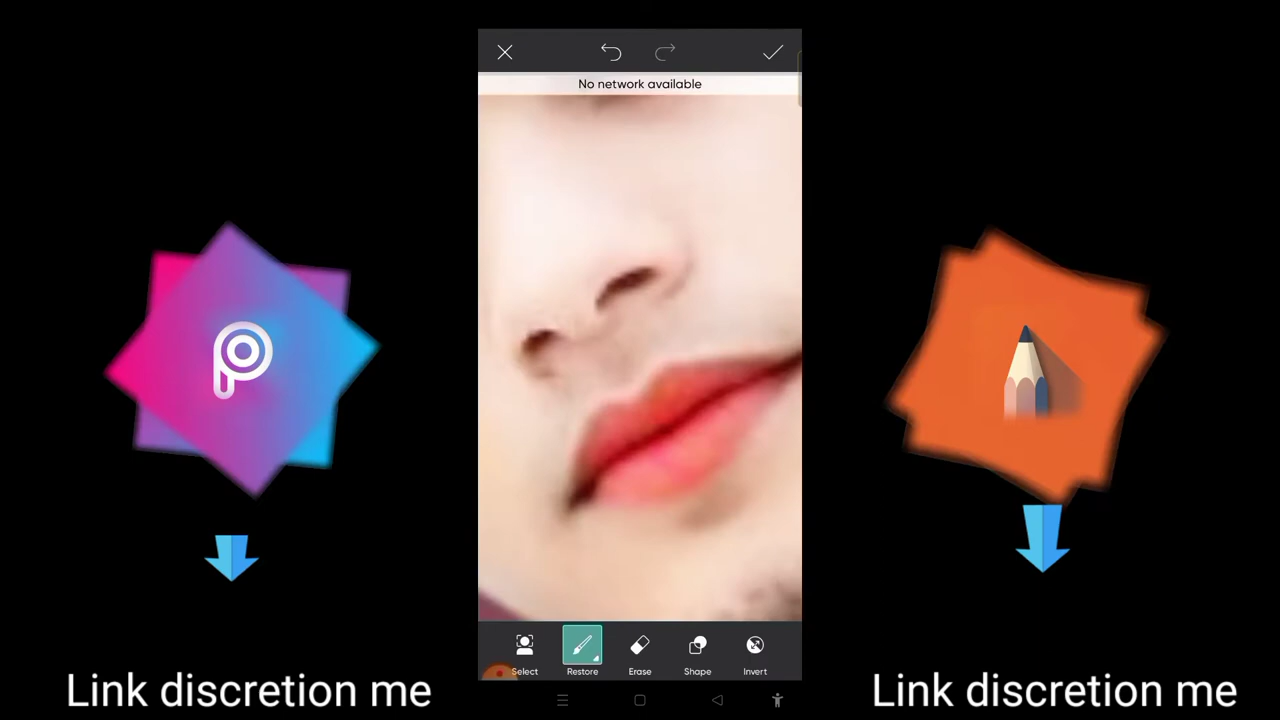 No network available
Select
Restore
Erase
Shape
Invert
Link discretion me
Link discretion me